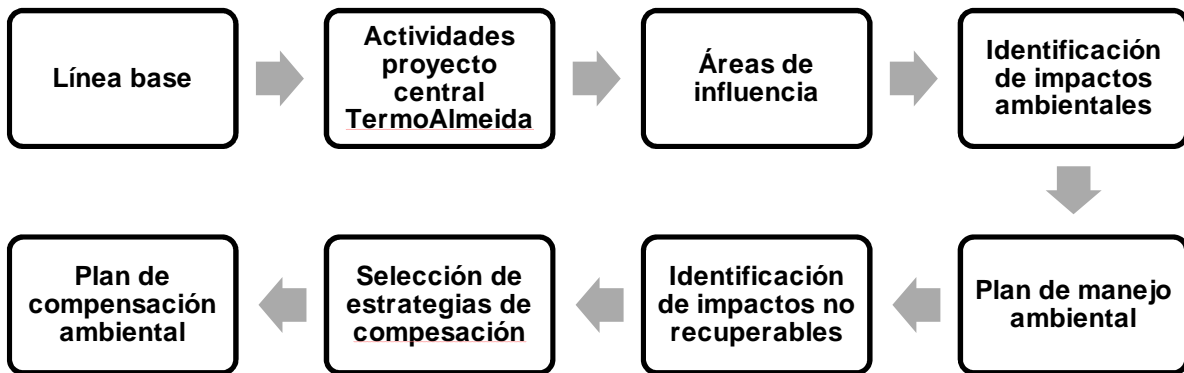 Línea base
Actividades
proyecto
central
TermoAlmeida
Áreas de
influencia
Identificación
de impactos
ambientales
Plan de manejo
ambiental
Identificación
de impactos no
recuperables
Selección de
estrategias de
compesación
Plan de
compensación
ambiental